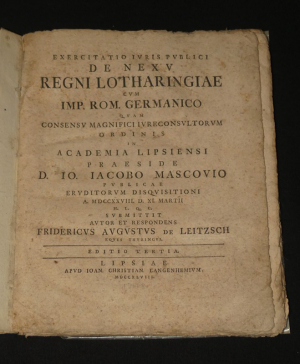 EXERCITATIO IVRIS PVBLICI
DE NEXV
REGNI LOTHARINGIAE
CVM
IMP. ROM. GERMANICO
QVAM
CONSENSV MAGNIFICI IVRECONSVLTORVM
ORDINIS
IN
ACADEMIA LIPSIENSI
PRAESIDE
D. IO. IACOBO MASCOVIO
PVBLICAE
ERVDITORVM DISQVISITIONI
A. MDCCXXVIII. D. XI. MARTII
SVBMITTIT
AVTOR ET RESPONDENS
FRIDERICVS AVGVSTVS DE LEITZSCH
EQVES THVRINGVS.
EDITIO TERTIA.
LIPSIAE
APVD IOAN. CHRISTIAN LANGENHEMIVM,